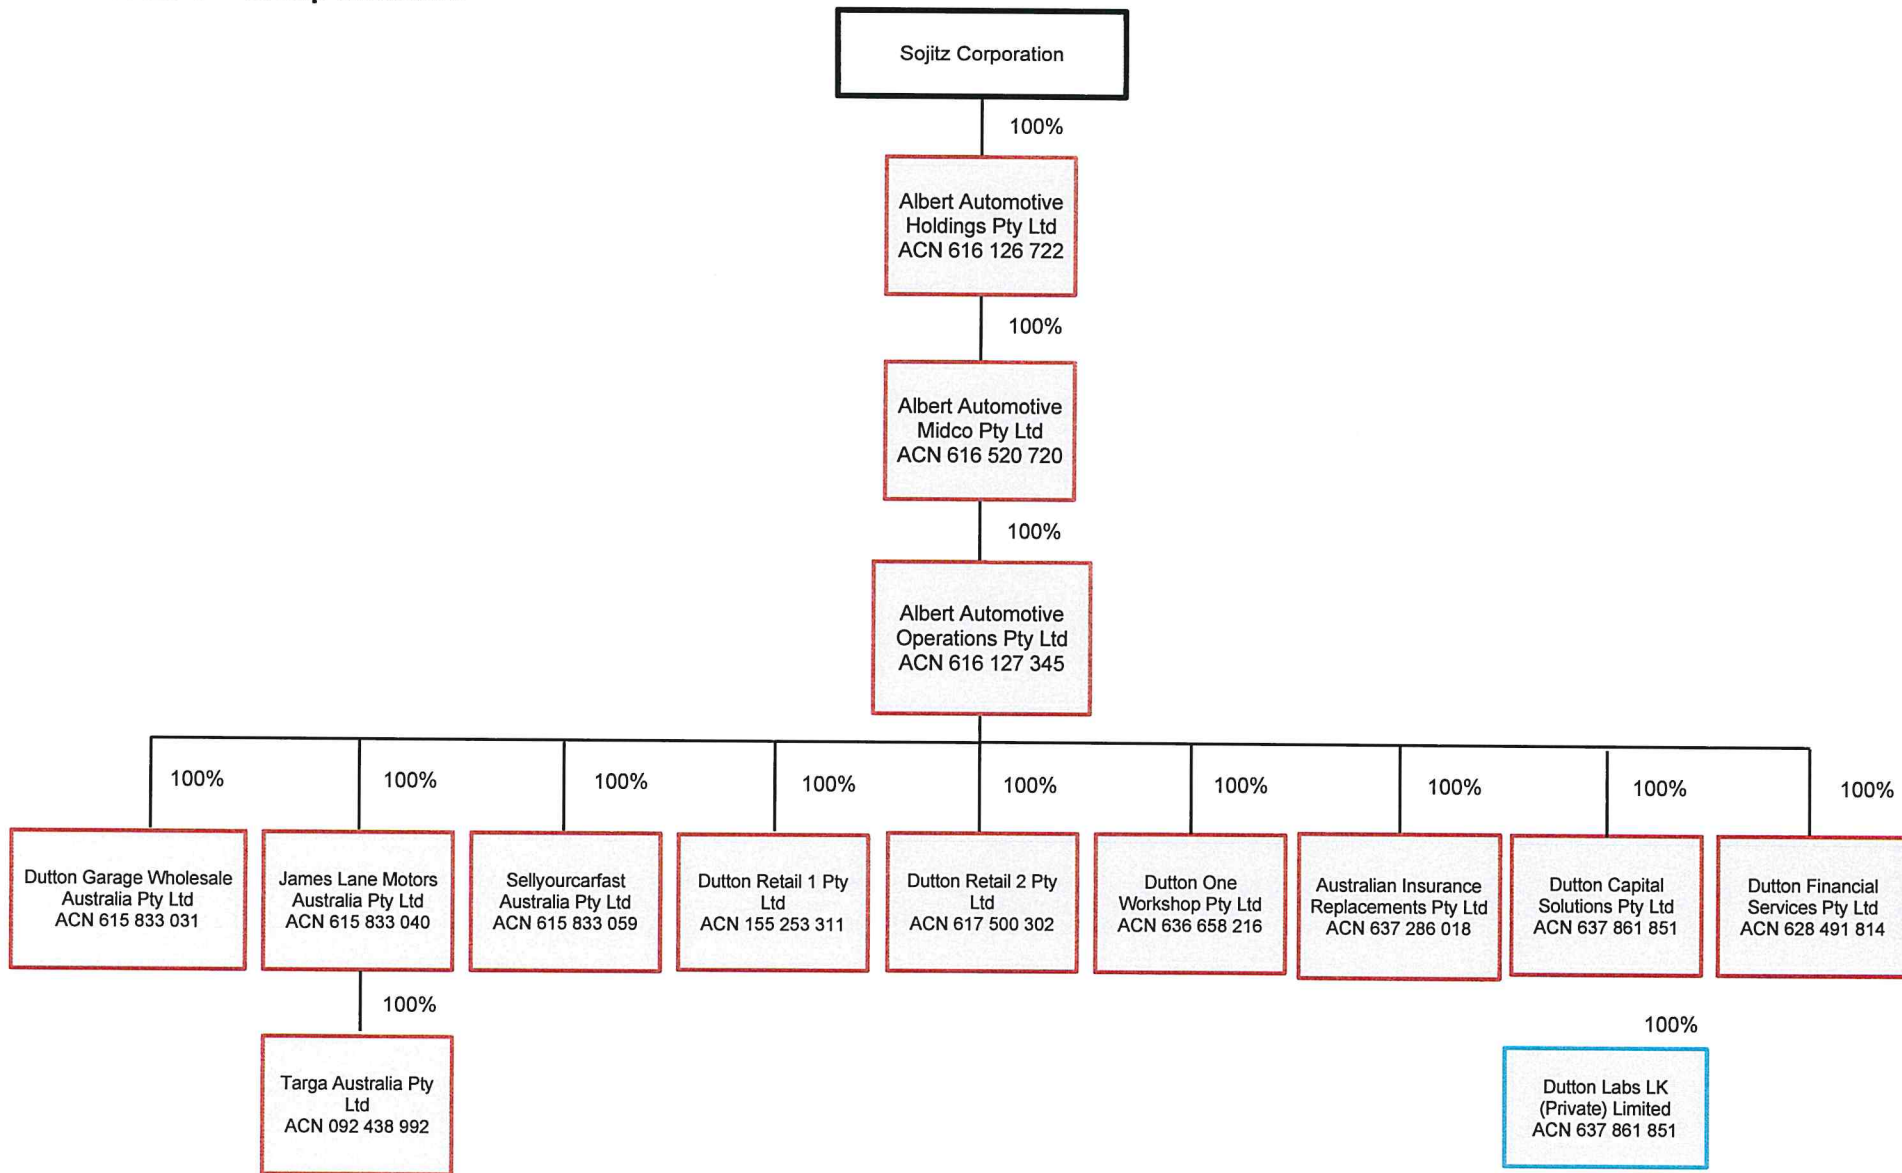 Sojitz Corporation
100%
Albert Automotive
Holdings Pty Ltd
ACN 616 126 722
100%
Albert Automotive
Midco Pty Ltd
ACN 616 520 720
100%
Albert Automotive
Operations Pty Ltd
ACN 616 127 345
100%
100%
100%
100%
100%
100%
100%
100%
100%
Dutton Garage Wholesale
Australia Pty Ltd
ACN 615 833 031
James Lane Motors
Australia Pty Ltd
ACN 615 833 040
Sellyourcarfast
Australia Pty Ltd
ACN 615 833 059
Dutton Retail 1 Pty
Ltd
ACN 155 253 311
Dutton Retail 2 Pty
Ltd
ACN 617 500 302
Dutton One
Workshop Pty Ltd
ACN 636 658 216
Australian Insurance
Replacements Pty Ltd
ACN 637 286 018
Dutton Capital
Solutions Pty Ltd
ACN 637 861 851
Dutton Financial
Services Pty Ltd
ACN 628 491 814
100%
Targa Australia Pty
Ltd
ACN 092 438 992
100%
Dutton Labs LK
(Private) Limited
ACN 637 861 851